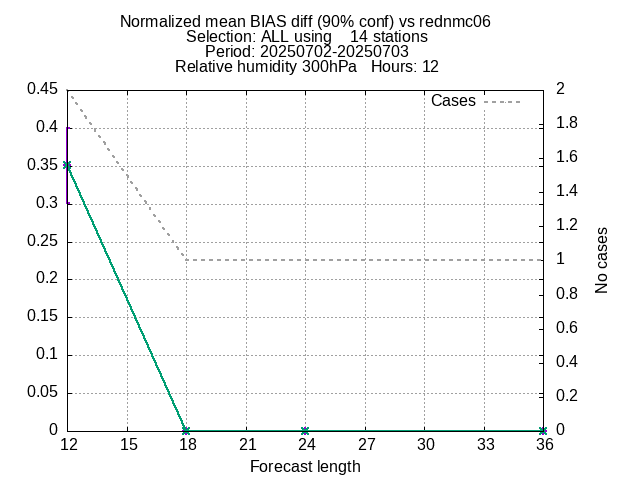 Normalized mean BIAS diff (90% conf) vs rednmc06
Selection: ALL using    14 stations
Period: 20250702-20250703
Relative humidity 300hPa   Hours: 12
Cases
0.45
0.4
0.35
0.3
0.25
0.2
0.15
0.1
0.05
0
2
1.8
1.6
1.4
1.2
1
0.8
0.6
0.4
0.2
0
No cases
12 15 18 21 24 27 30 33 36
Forecast length